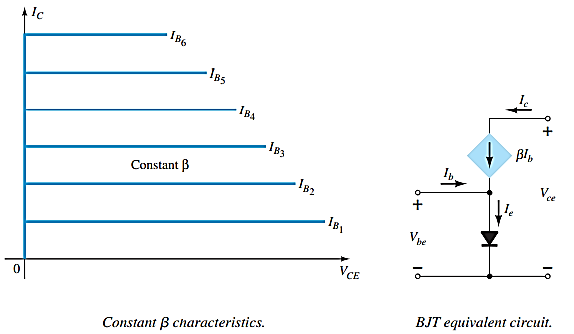 I_C
I_B6
I_B5
I_B4
I_B3
Constant β
I_B2
I_B1
0
V_CE
I_c
+
βI_b
I_b
+
I_e
V_ce
V_be
−
−
Constant β characteristics.
BJT equivalent circuit.